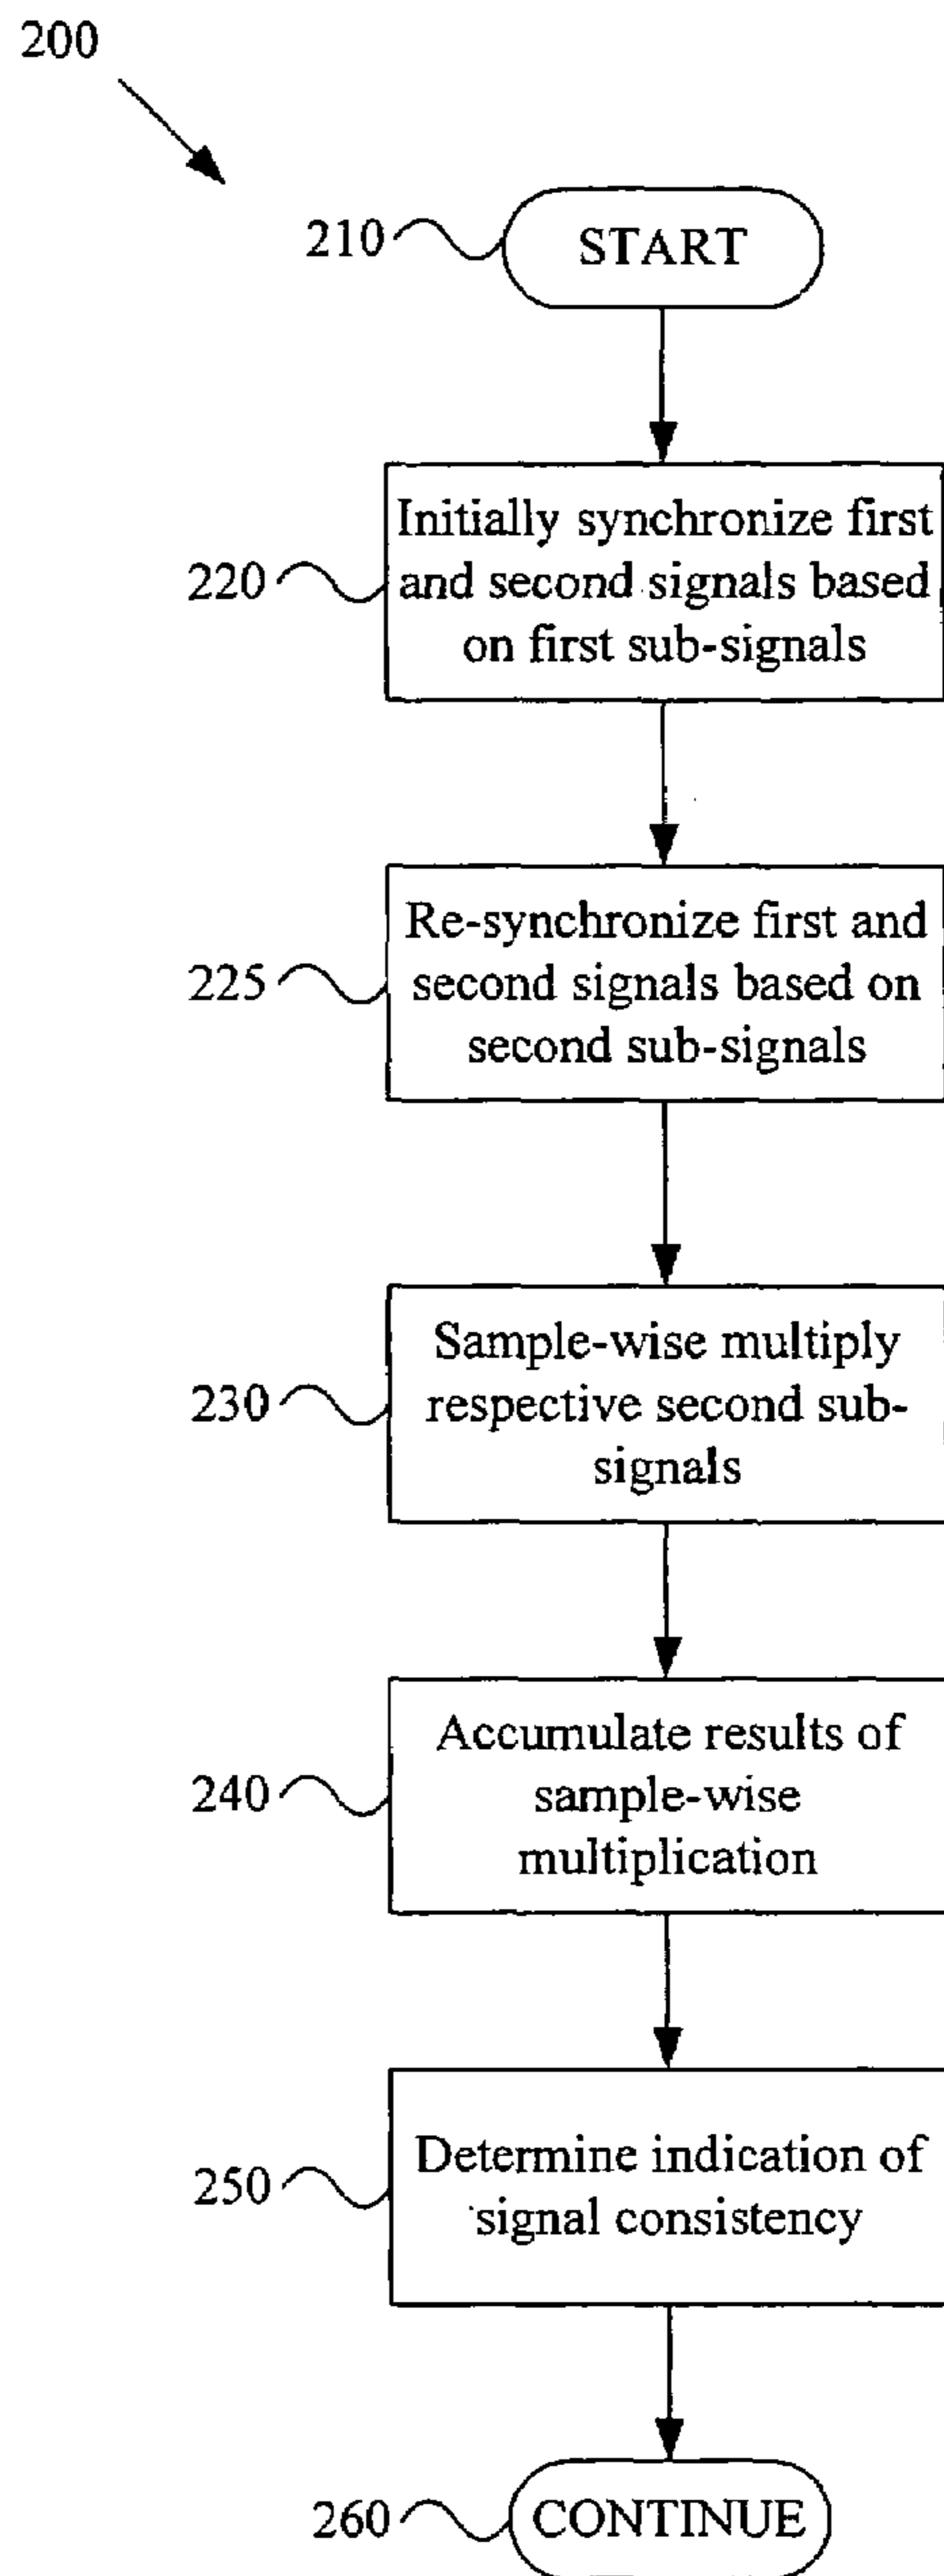 200
210
START
220
Initially synchronize first
and second signals based
on first sub-signals
225
Re-synchronize first and
second signals based on
second sub-signals
230
Sample-wise multiply
respective second sub-
signals
240
Accumulate results of
sample-wise
multiplication
250
Determine indication of
signal consistency
260
CONTINUE